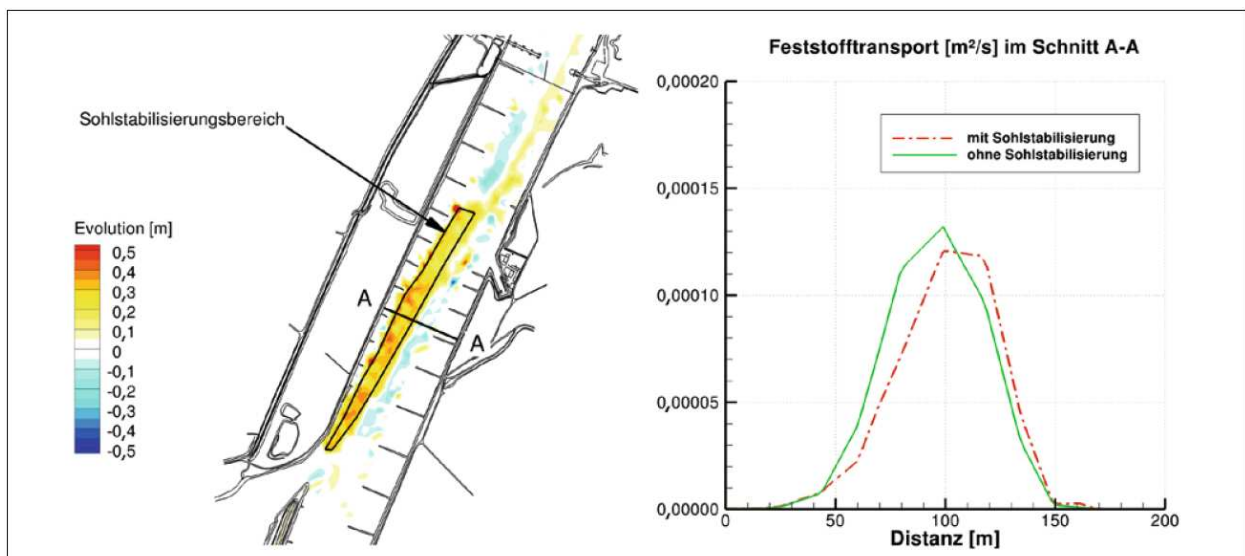 Sohlstabilisierungsbereich
Evolution [m]
0,5
0,4
0,3
0,2
0,1
0
-0,1
-0,2
-0,3
-0,4
-0,5
A
A
Feststofftransport [m²/s] im Schnitt A-A
mit Sohlstabilisierung
ohne Sohlstabilisierung
0,00020
0,00015
0,00010
0,00005
0,00000
0
50
100
150
200
Distanz [m]